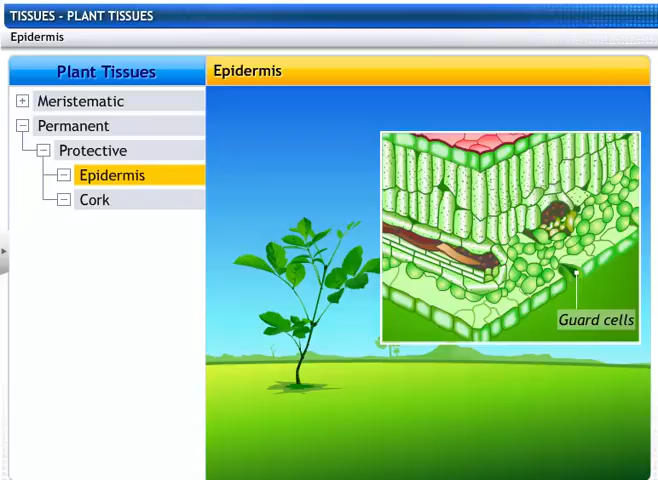 TISSUES - PLANT TISSUES
Epidermis
Plant Tissues
Epidermis
Meristematic
Permanent
Protective
Epidermis
Cork
Guard cells